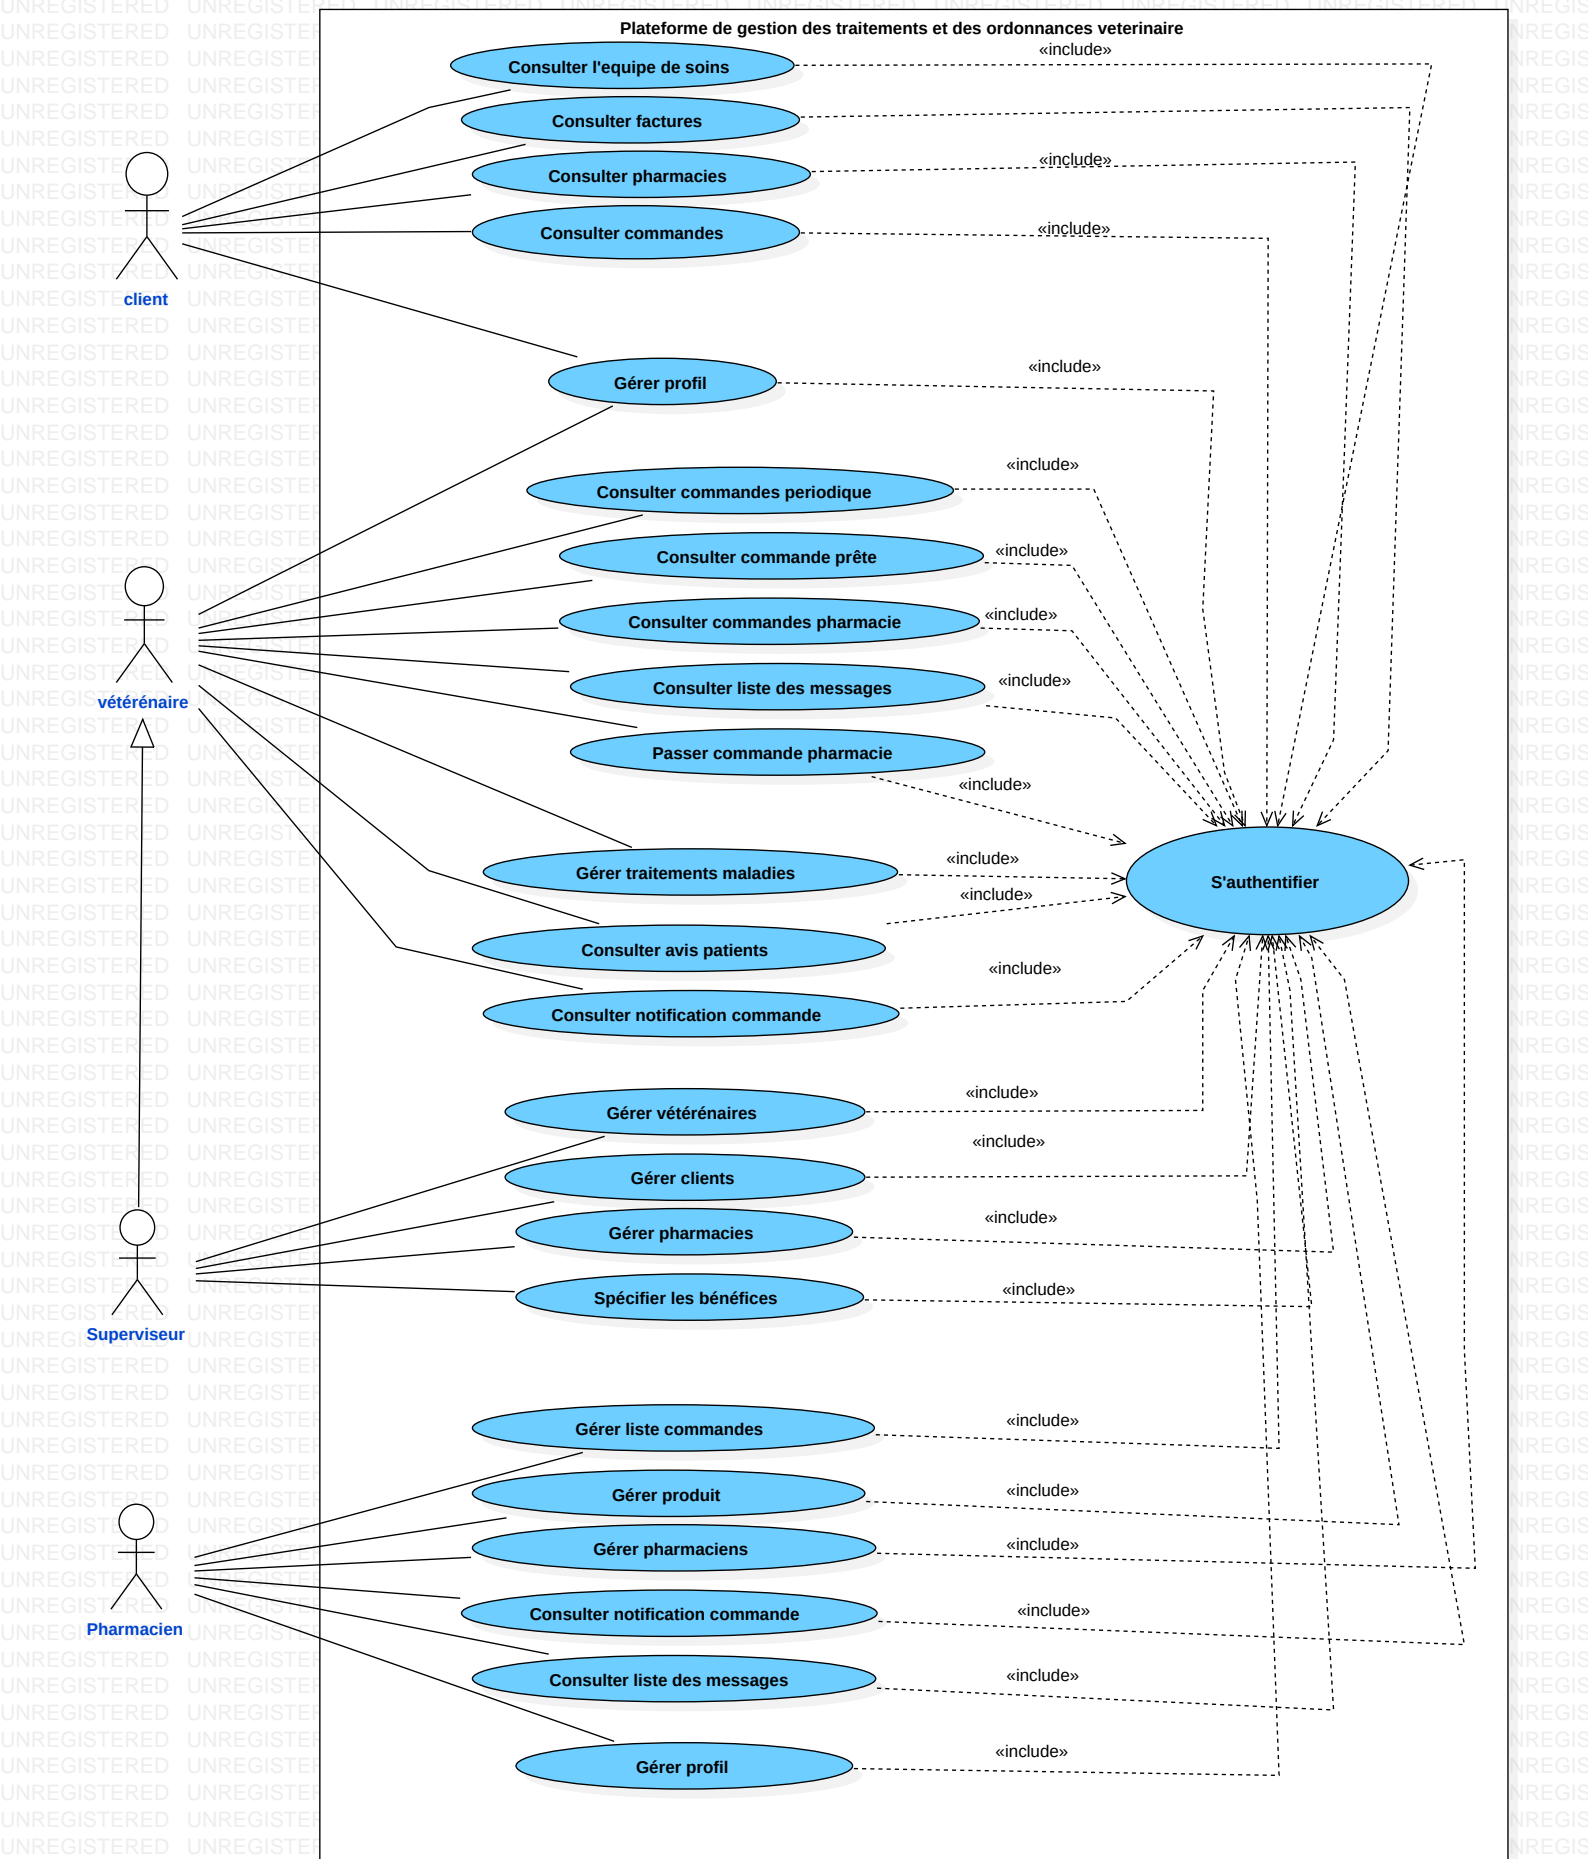 Plateforme de gestion des traitements et des ordonnances veterinaire
«include»
Consulter l'equipe de soins
Consulter factures
«include»
Consulter pharmacies
«include»
Consulter commandes
client
«include»
Gérer profil
«include»
Consulter commandes periodique
«include»
Consulter commande prête
«include»
Consulter commandes pharmacie
«include»
Consulter liste des messages
vétérénaire
Passer commande pharmacie
«include»
«include»
Gérer traitements maladies
S'authentifier
«include»
Consulter avis patients
«include»
Consulter notification commande
«include»
Gérer vétérénaires
«include»
Gérer clients
«include»
Gérer pharmacies
«include»
Spécifier les bénéfices
Superviseur
«include»
Gérer liste commandes
«include»
Gérer produit
«include»
Gérer pharmaciens
«include»
Consulter notification commande
Pharmacien
«include»
Consulter liste des messages
«include»
Gérer profil
UNREGISTERED